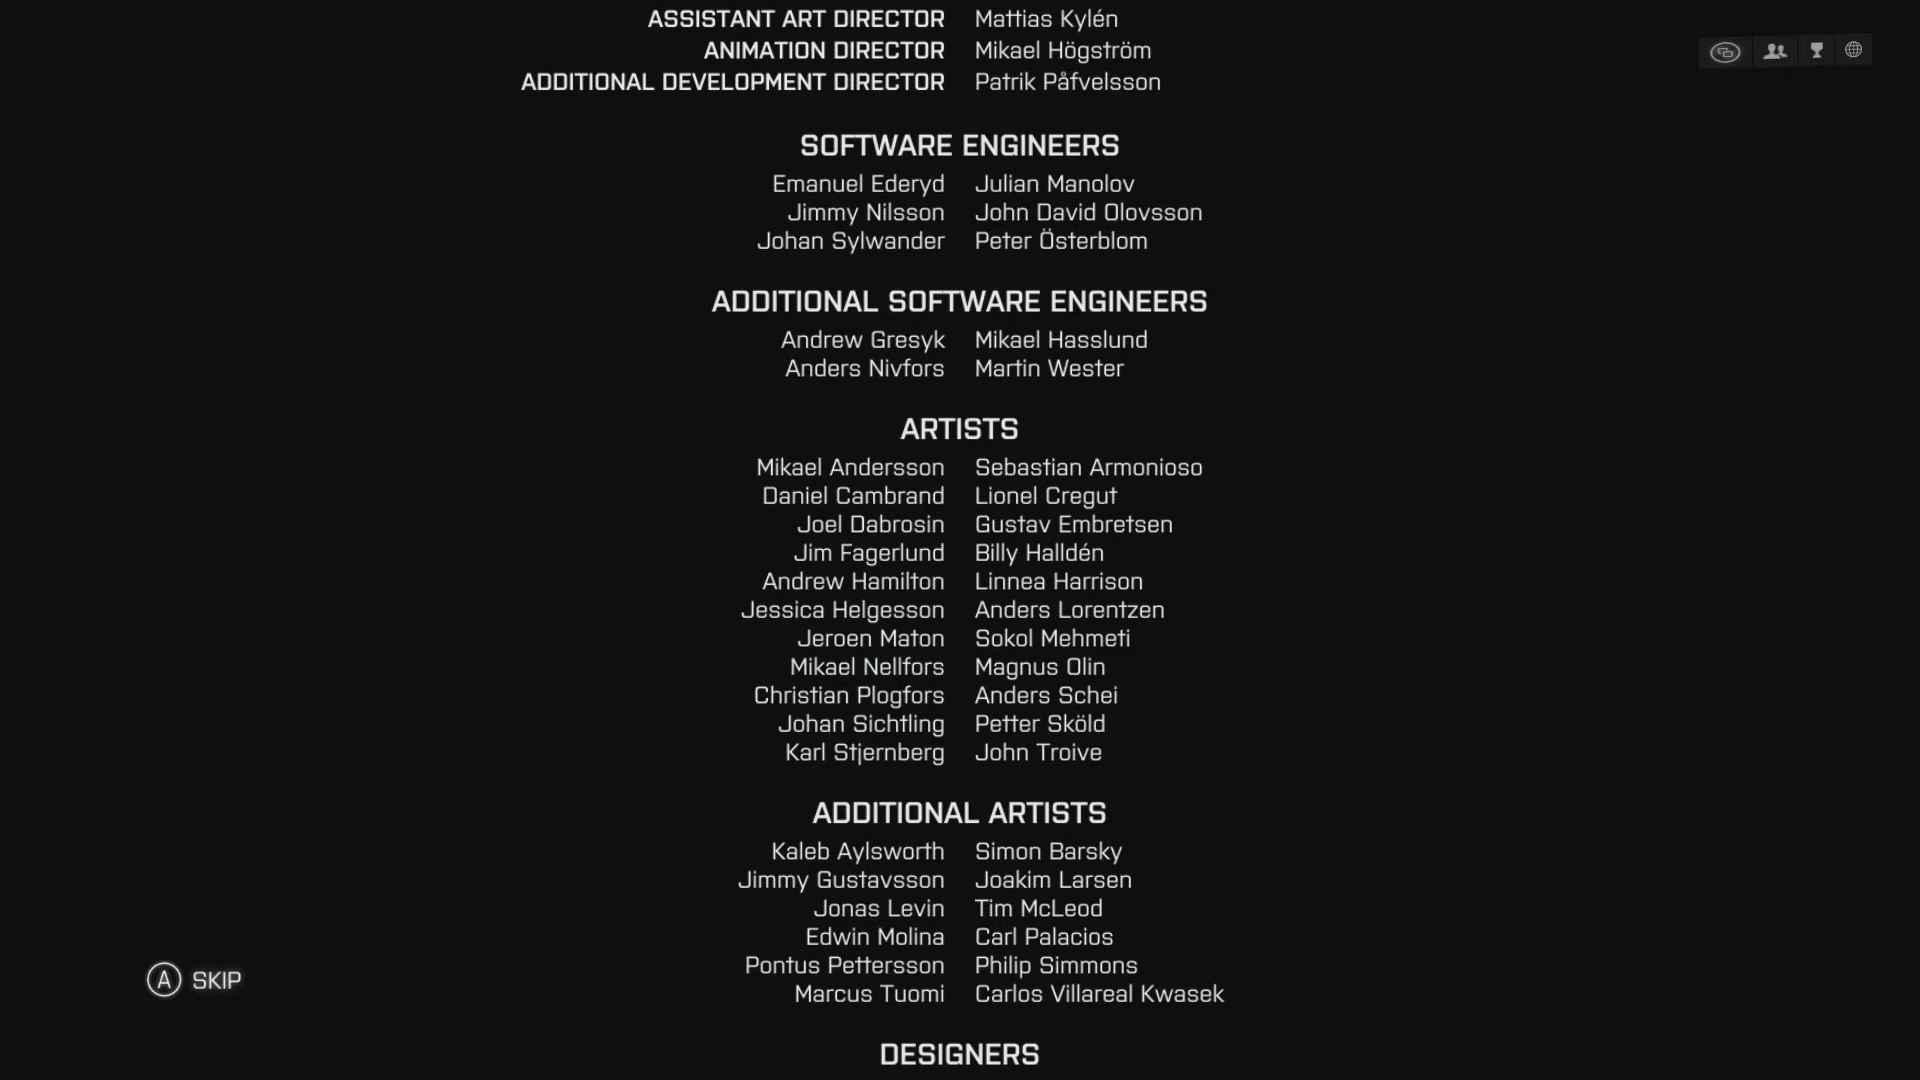 ASSISTANT ART DIRECTOR Mattias Kylén
ANIMATION DIRECTOR Mikael Högström
ADDITIONAL DEVELOPMENT DIRECTOR Patrik Påfvelsson
SOFTWARE ENGINEERS
Emanuel Ederyd Julian Manolov
Jimmy Nilsson John David Olovsson
Johan Sylwander Peter Österblom
ADDITIONAL SOFTWARE ENGINEERS
Andrew Gresyk Mikael Hasslund
Anders Nivfors Martin Wester
ARTISTS
Mikael Andersson Sebastian Armonioso
Daniel Cambrand Lionel Cregut
Joel Dabrosin Gustav Embretsen
Jim Fagerlund Billy Halldén
Andrew Hamilton Linnea Harrison
Jessica Helgesson Anders Lorentzen
Jeroen Maton Sokol Mehmeti
Mikael Nellfors Magnus Olin
Christian Plogfors Anders Schei
Johan Sichtling Petter Sköld
Karl Stjernberg John Troive
ADDITIONAL ARTISTS
Kaleb Aylsworth Simon Barsky
Jimmy Gustavsson Joakim Larsen
Jonas Levin Tim McLeod
Edwin Molina Carl Palacios
Pontus Pettersson Philip Simmons
Marcus Tuomi Carlos Villareal Kwasek
A SKIP
DESIGNERS